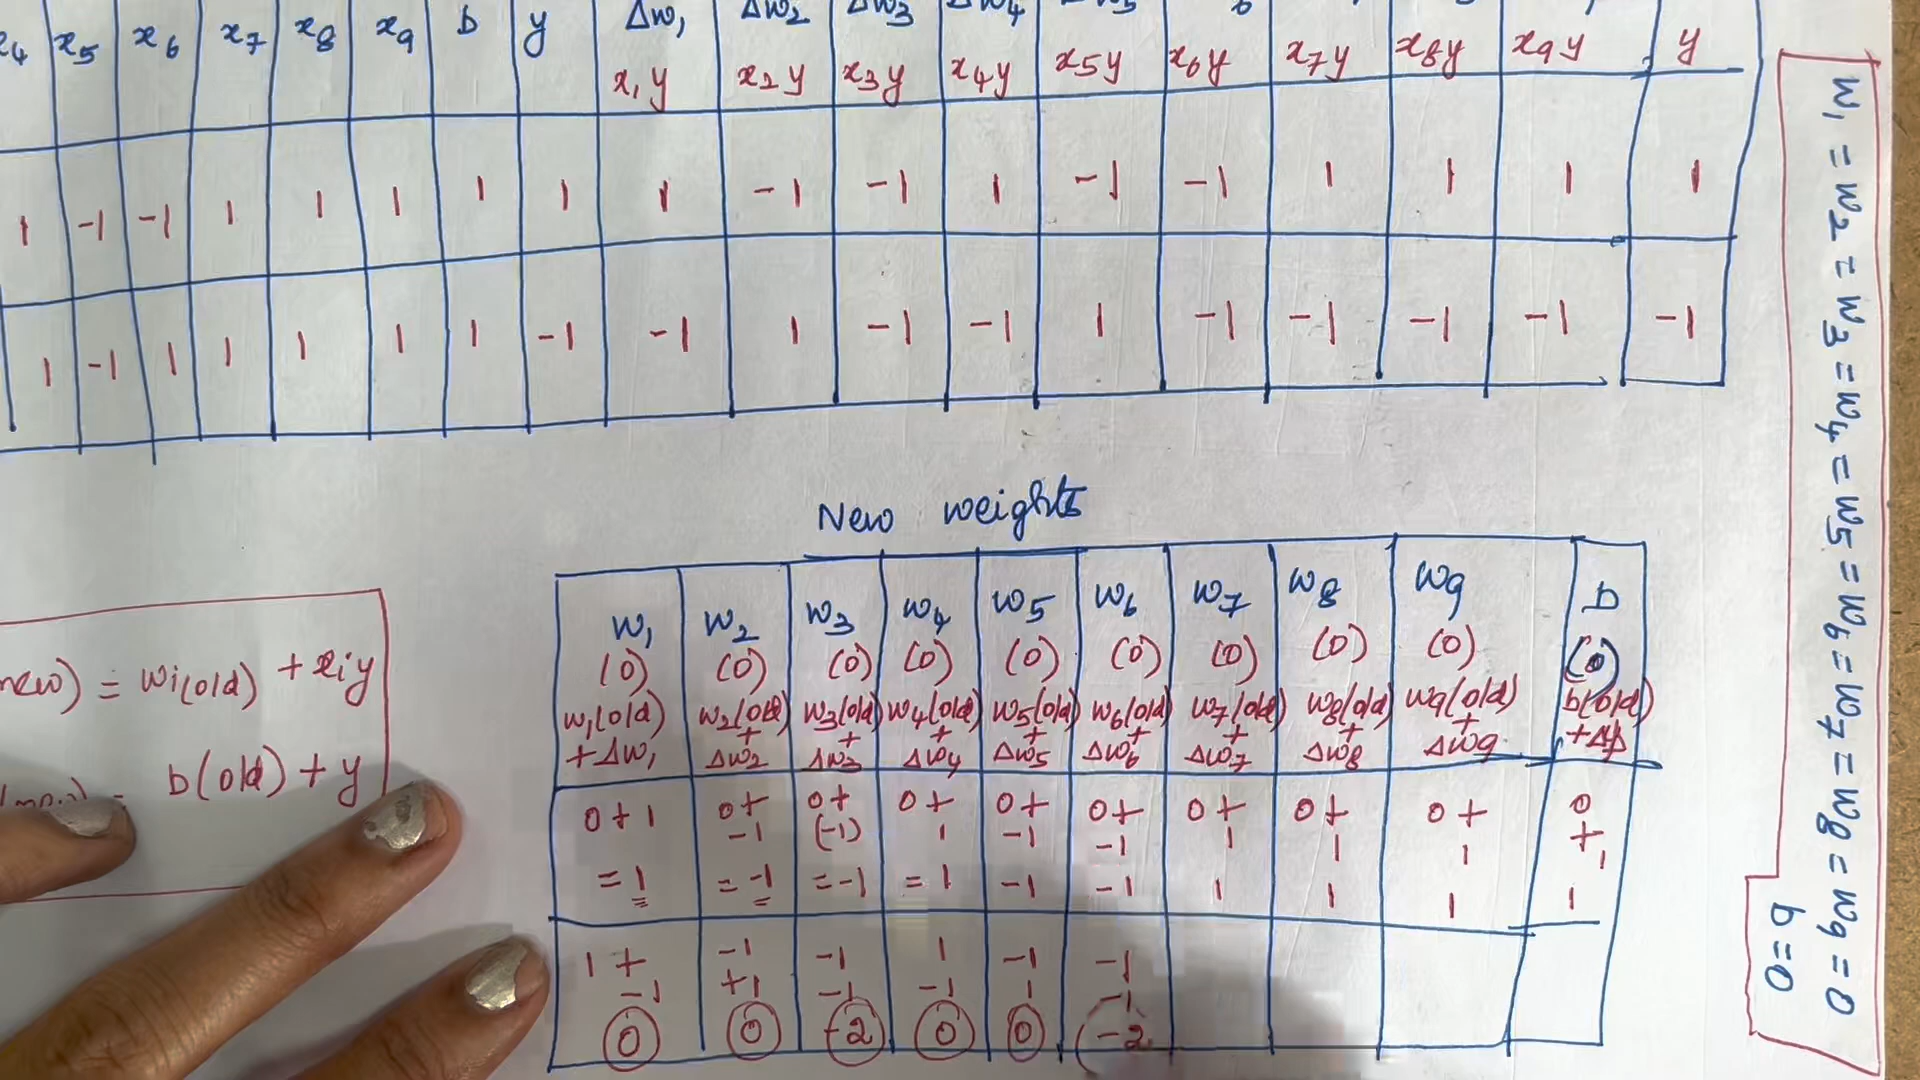 x4 x5 x6 x7 x8 x9 b y Δw1 Δw2 Δw3 Δw4 6
x1y x2y x3y x4y x5y x6y x7y x8y x9y y
1 -1 -1 1 1 1 1 1 1 -1 -1 1 -1 -1 1 1 1 1
1 -1 1 1 1 1 1 -1 -1 1 -1 -1 1 -1 -1 -1 -1 -1
New weights
w1 w2 w3 w4 w5 w6 w7 w8 w9 b
(0) (0) (0) (0) (0) (0) (0) (0) (0) (0)
w1(old) w2(old) w3(old) w4(old) w5(old) w6(old) w7(old) w8(old) w9(old) b(old)
+Δw1 +Δw2 +Δw3 +Δw4 +Δw5 +Δw6 +Δw7 +Δw8 +Δw9
0+1 0+ 0+ 0+ 0+ 0+ 0+ 0+ 0+ 0
-1 (-1) 1 -1 -1 1 1 1 +1
=1 =-1 =-1 =1 -1 -1 1 1 1 1
1+ -1 -1 1 -1 -1
-1 +1 -1 -1 1 -1
0 0 -2 0 0 -2
new) = wi(old) + xiy
= b(old) + y
w1 = w2 = w3 = w4 = w5 = w6 = w7 = w8 = w9 = 0
b = 0